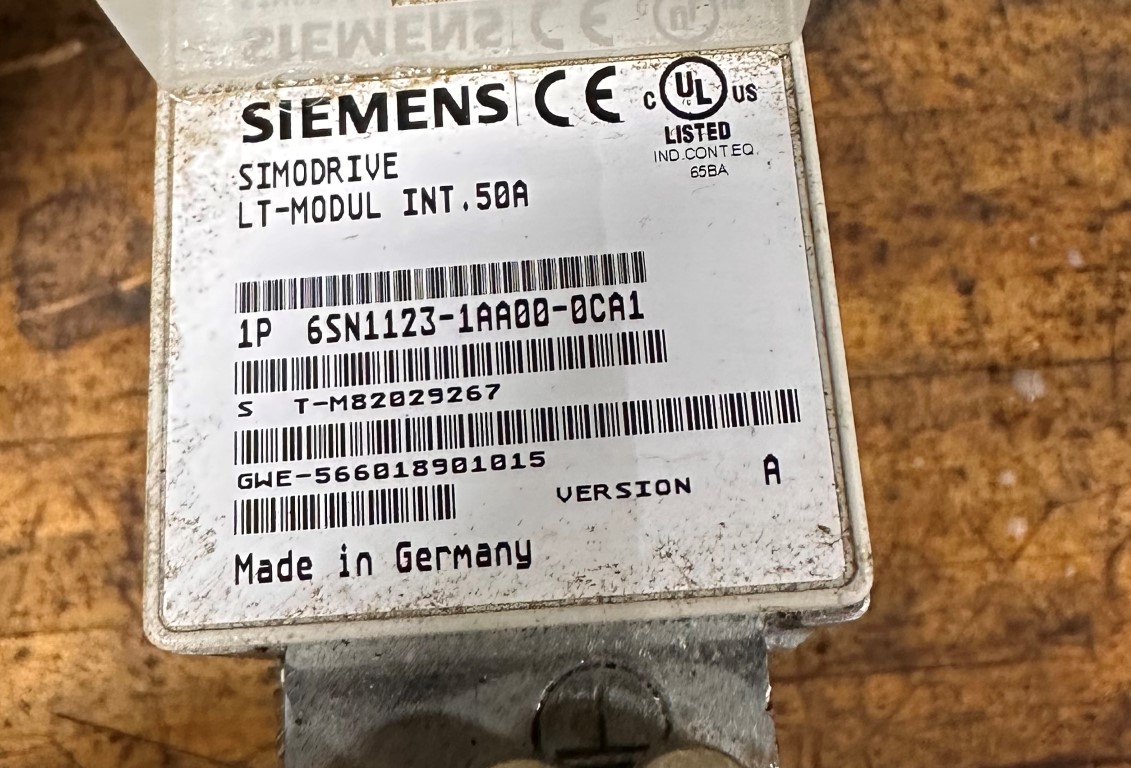 SIEMENS CE C UL US
LISTED
IND.CONT.EQ.
65BA
SIMODRIVE
LT-MODUL INT.50A
1P 6SN1123-1AA00-0CA1
S T-M82029267
GWE-566018901015
VERSION A
Made in Germany